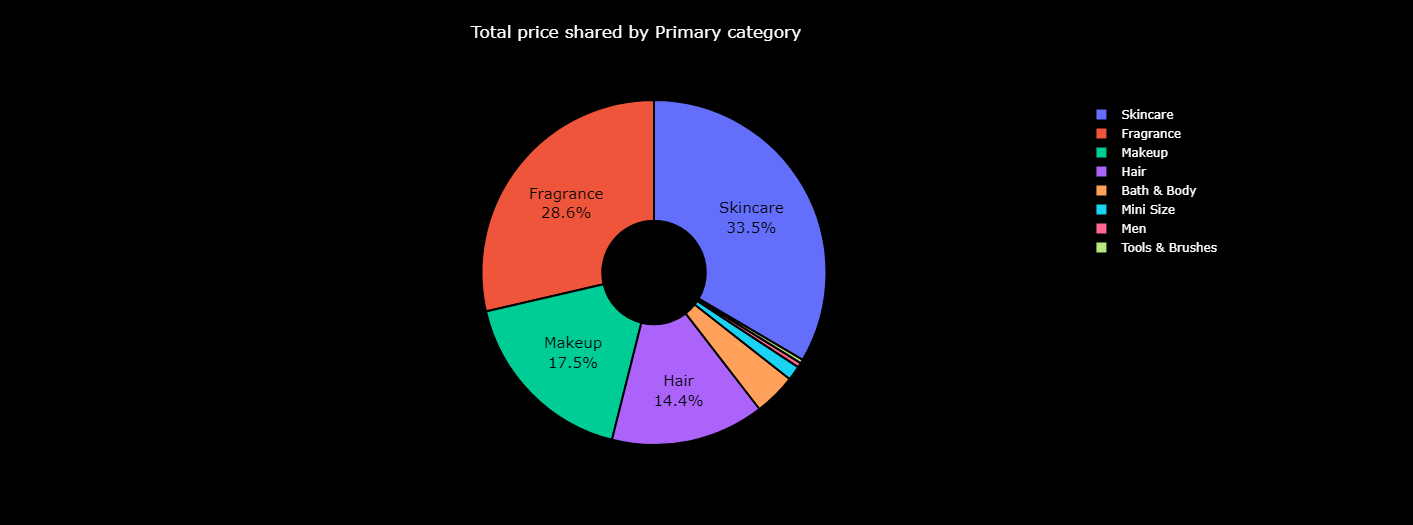 Total price shared by Primary category
Fragrance
28.6%
Skincare
33.5%
Makeup
17.5%
Hair
14.4%
Skincare
Fragrance
Makeup
Hair
Bath & Body
Mini Size
Men
Tools & Brushes